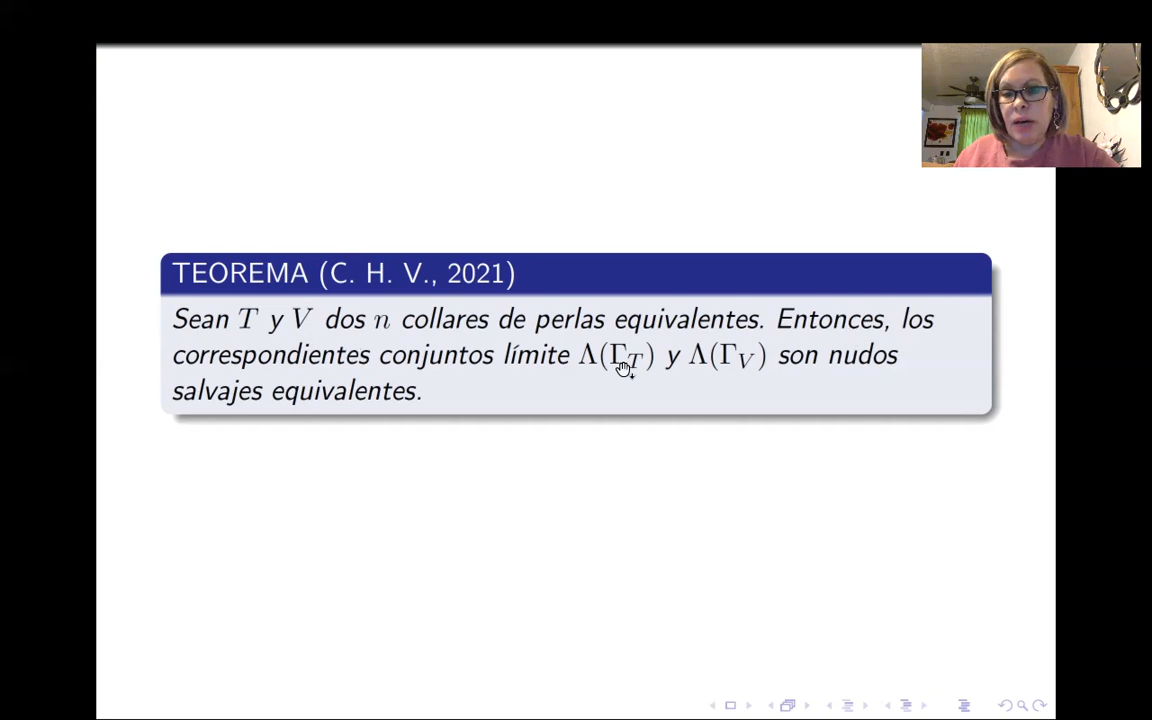 TEOREMA (C. H. V., 2021)
Sean T y V dos n collares de perlas equivalentes. Entonces, los
correspondientes conjuntos límite Λ(Γ_T) y Λ(Γ_V) son nudos
salvajes equivalentes.